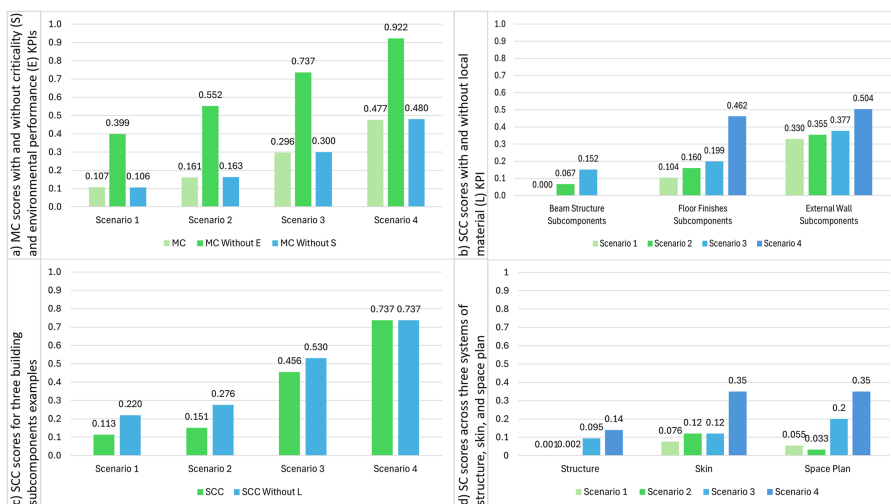 a) MC scores with and without criticality (S)
and environmental performance (E) KPIs
1.0
0.9
0.8
0.7
0.6
0.5
0.4
0.3
0.2
0.1
0.0
0.107
0.399
0.106
0.161
0.552
0.163
0.296
0.737
0.300
0.477
0.922
0.480
Scenario 1
Scenario 2
Scenario 3
Scenario 4
MC
MC Without E
MC Without S
b) SCC scores with and without local
material (L) KPI
1.0
0.9
0.8
0.7
0.6
0.5
0.4
0.3
0.2
0.1
0.0
0.000
0.067
0.152
0.104
0.160
0.199
0.462
0.330
0.355
0.377
0.504
Beam Structure
Subcomponents
Floor Finishes
Subcomponents
External Wall
Subcomponents
Scenario 1
Scenario 2
Scenario 3
Scenario 4
c) SCC scores for three building
subcomponents examples
1.0
0.9
0.8
0.7
0.6
0.5
0.4
0.3
0.2
0.1
0.0
0.113
0.220
0.151
0.276
0.456
0.530
0.737
0.737
Scenario 1
Scenario 2
Scenario 3
Scenario 4
SCC
SCC Without L
d) SC scores across three systems of
structure, skin, and space plan
1
0.9
0.8
0.7
0.6
0.5
0.4
0.3
0.2
0.1
0
0.001
0.002
0.095
0.14
0.076
0.12
0.12
0.35
0.055
0.033
0.2
0.35
Structure
Skin
Space Plan
Scenario 1
Scenario 2
Scenario 3
Scenario 4